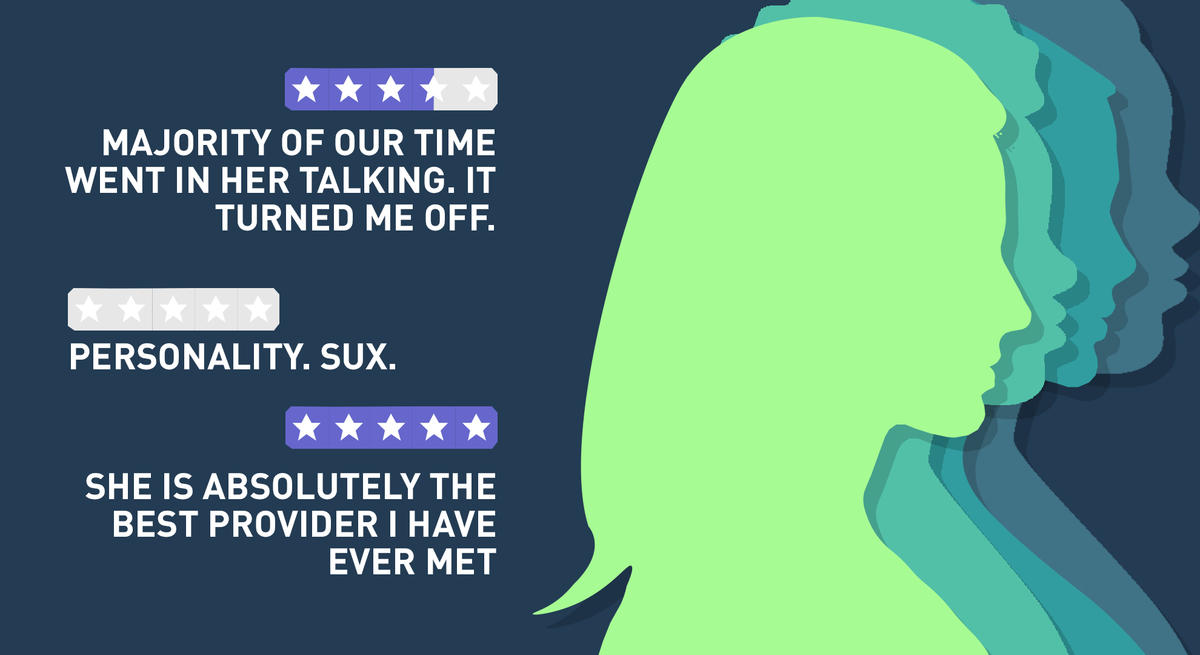 MAJORITY OF OUR TIME
WENT IN HER TALKING. IT
TURNED ME OFF.
PERSONALITY. SUX.
SHE IS ABSOLUTELY THE
BEST PROVIDER I HAVE
EVER MET